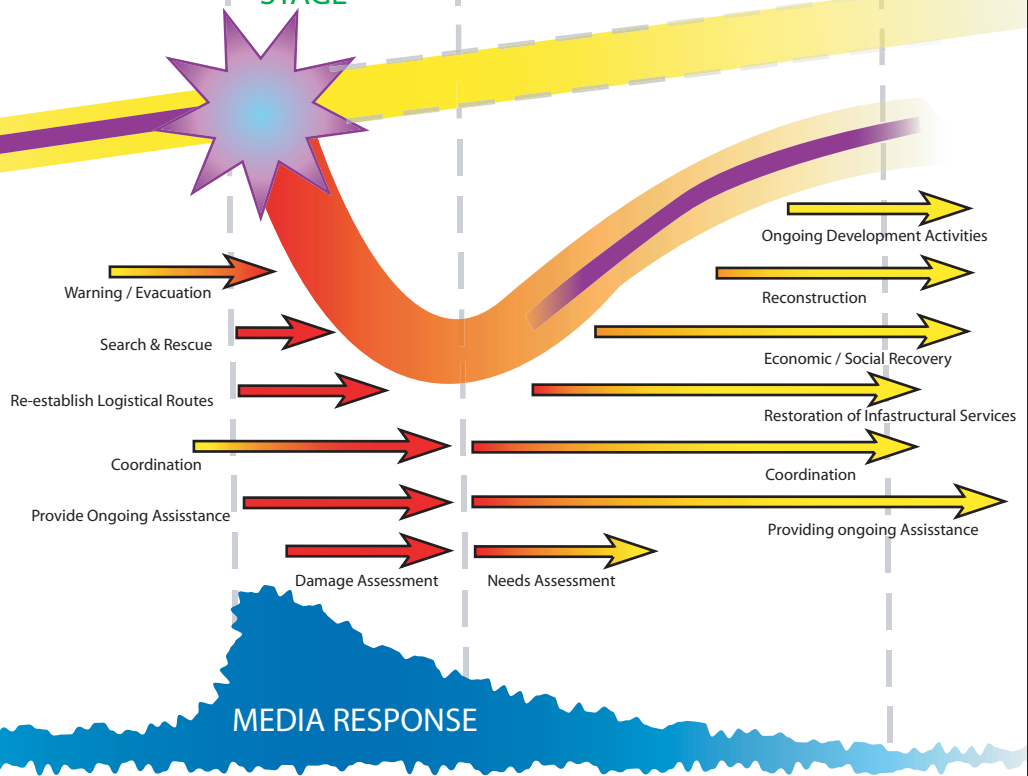 STAGE
Ongoing Development Activities
Warning / Evacuation
Reconstruction
Search & Rescue
Economic / Social Recovery
Re-establish Logistical Routes
Restoration of Infastructural Services
Coordination
Coordination
Provide Ongoing Assisstance
Providing ongoing Assisstance
Damage Assessment
Needs Assessment
MEDIA RESPONSE